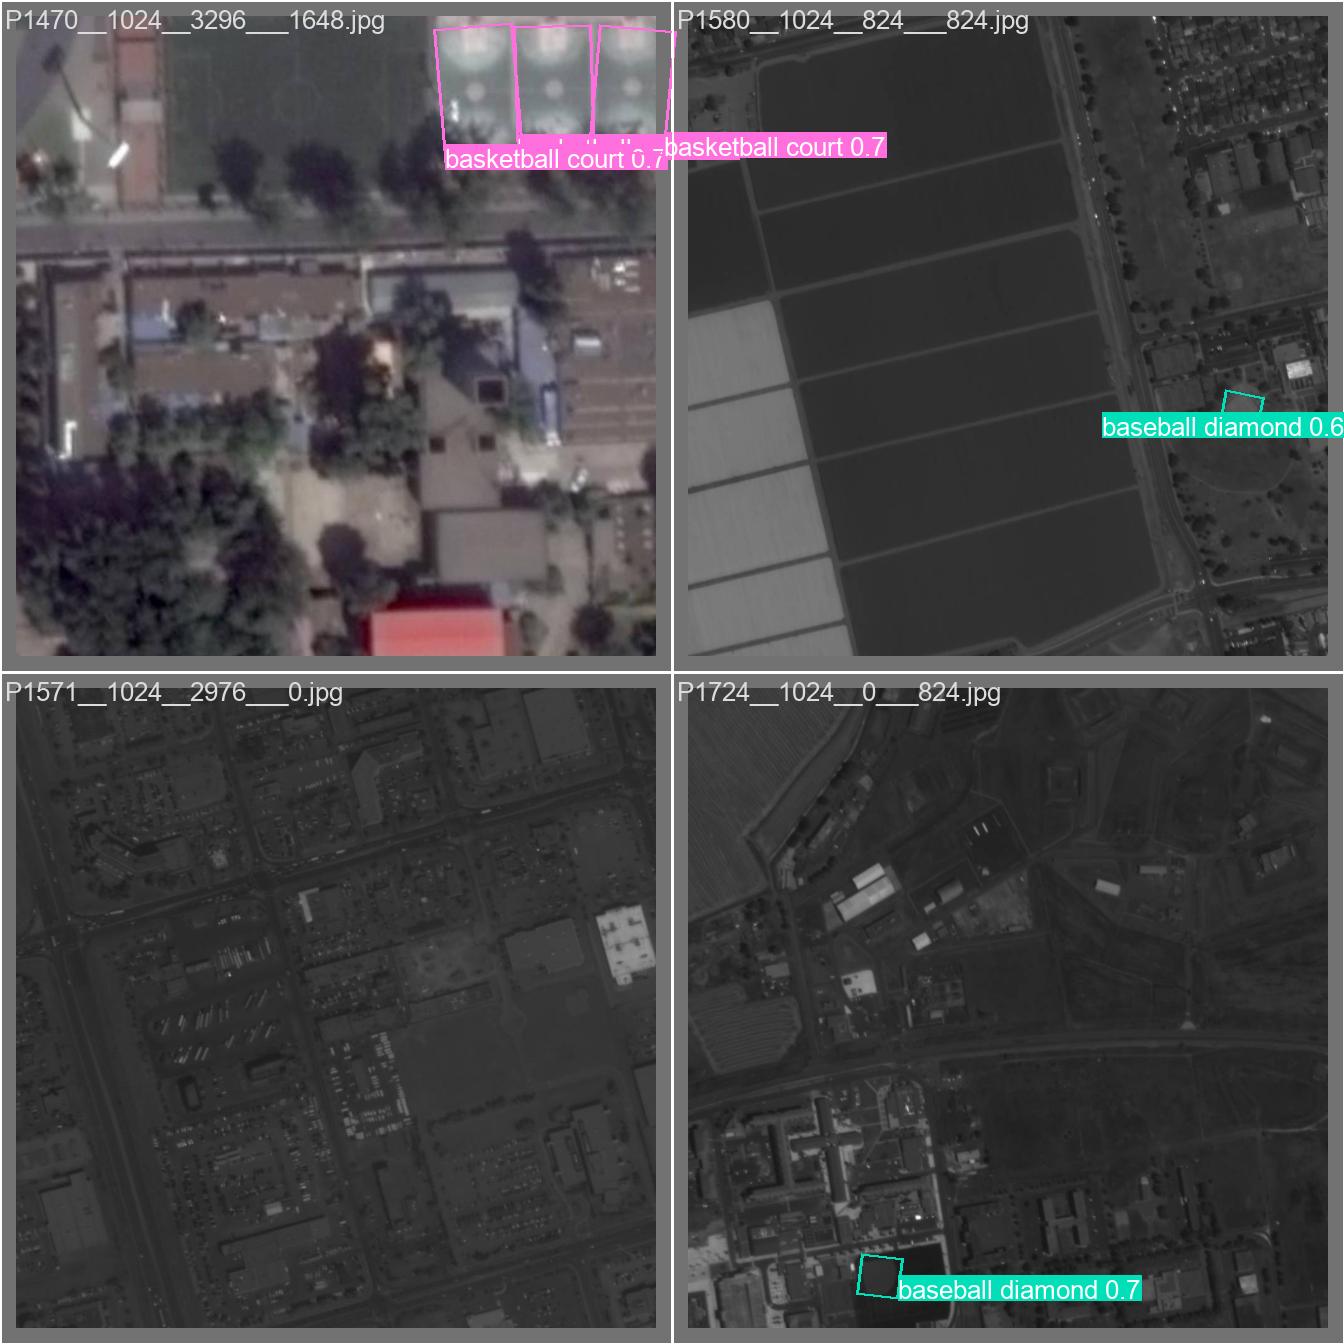 P1470__1024__3296___1648.jpg
P1580__1024__824___824.jpg
basketball court 0.7
basketball court 0.7
baseball diamond 0.6
P1571__1024__2976___0.jpg
P1724__1024__0___824.jpg
baseball diamond 0.7